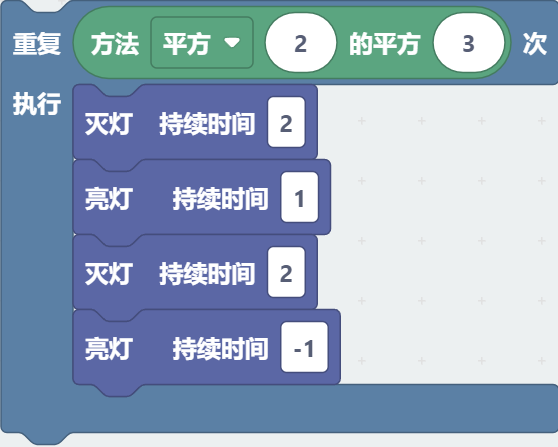 重复 方法 平方 2 的平方 3 次
执行
灭灯 持续时间 2
亮灯 持续时间 1
灭灯 持续时间 2
亮灯 持续时间 -1